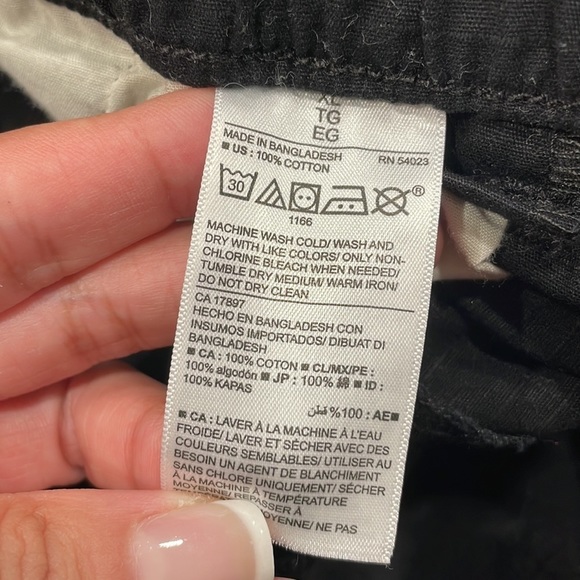 XL
TG
EG
MADE IN BANGLADESH RN 54023
■ US : 100% COTTON
30 ®
1166
MACHINE WASH COLD/ WASH AND
DRY WITH LIKE COLORS/ ONLY NON-
CHLORINE BLEACH WHEN NEEDED/
TUMBLE DRY MEDIUM/ WARM IRON/
DO NOT DRY CLEAN
CA 17897
HECHO EN BANGLADESH CON
INSUMOS IMPORTADOS/ DIBUAT DI
BANGLADESH
■ CA : 100% COTON ■ CL/MX/PE :
100% algodón ■ JP : 100% 綿 ■ ID :
100% KAPAS
■AE : 100% قطن
■ CA : LAVER À LA MACHINE À L'EAU
FROIDE/ LAVER ET SÉCHER AVEC DES
COULEURS SEMBLABLES/ UTILISER AU
BESOIN UN AGENT DE BLANCHIMENT
SANS CHLORE UNIQUEMENT/ SÉCHER
À LA MACHINE À TEMPÉRATURE
MOYENNE/
MOYENNE/ NE PAS